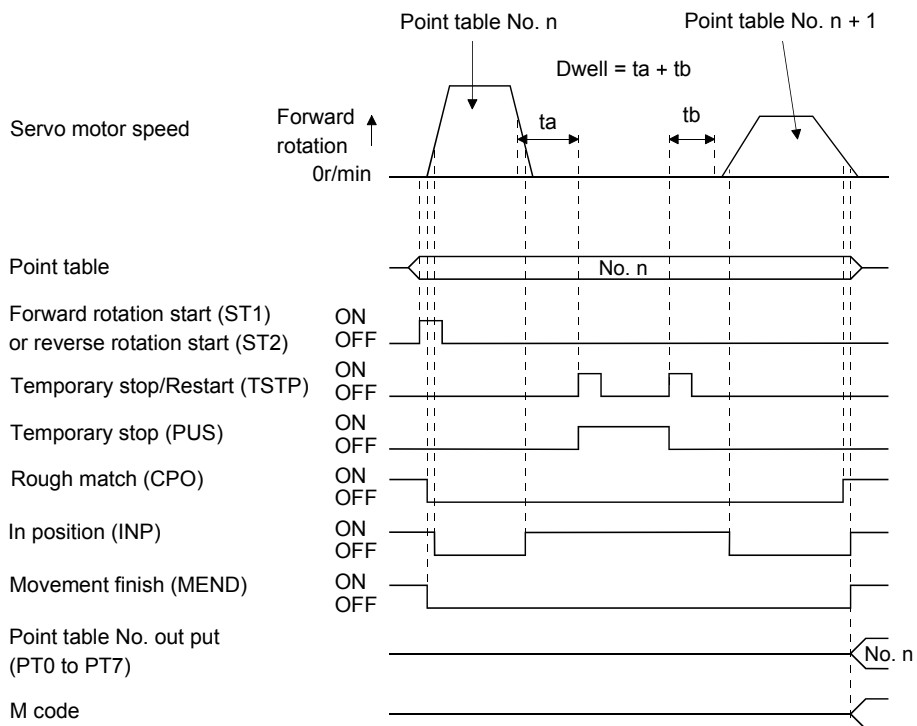 Point table No. n
Point table No. n + 1
Dwell = ta + tb
Servo motor speed
Forward
rotation
0r/min
ta
tb
Point table
No. n
Forward rotation start (ST1)
or reverse rotation start (ST2)
ON
OFF
Temporary stop/Restart (TSTP)
ON
OFF
Temporary stop (PUS)
ON
OFF
Rough match (CPO)
ON
OFF
In position (INP)
ON
OFF
Movement finish (MEND)
ON
OFF
Point table No. out put
(PT0 to PT7)
No. n
M code